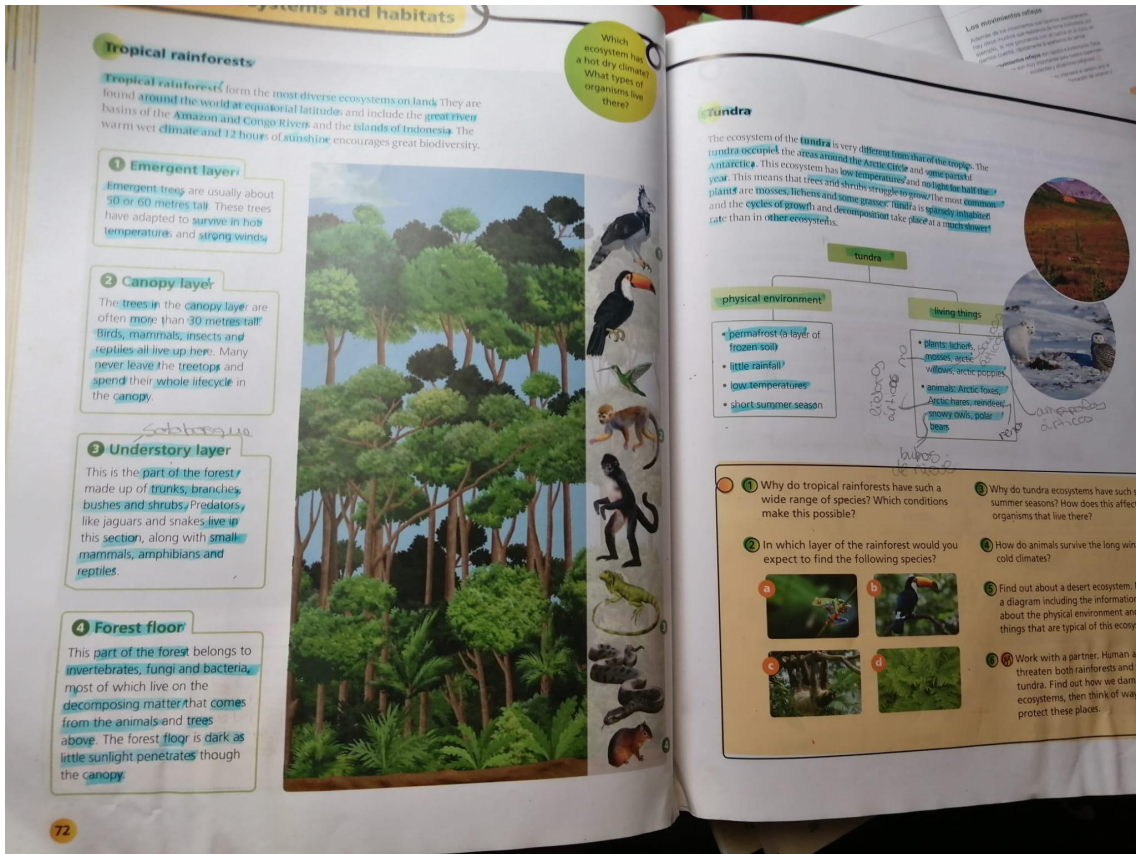 systems and habitats
Tropical rainforests
Tropical rainforests form the most diverse ecosystems on land. They are
found around the world at equatorial latitudes and include the great river
basins of the Amazon and Congo Rivers and the islands of Indonesia. The
warm wet climate and 12 hours of sunshine encourages great biodiversity.
Which
ecosystem has
a hot dry climate?
What types of
organisms live
there?
1 Emergent layer
Emergent trees are usually about
50 or 60 metres tall. These trees
have adapted to survive in hot
temperatures and strong winds.
2 Canopy layer
The trees in the canopy layer are
often more than 30 metres tall.
Birds, mammals, insects and
reptiles all live up here. Many
never leave the treetops and
spend their whole lifecycle in
the canopy.
sotobosque
3 Understory layer
This is the part of the forest
made up of trunks, branches,
bushes and shrubs. Predators,
like jaguars and snakes live in
this section, along with small
mammals, amphibians and
reptiles.
4 Forest floor
This part of the forest belongs to
invertebrates, fungi and bacteria,
most of which live on the
decomposing matter that comes
from the animals and trees
above. The forest floor is dark as
little sunlight penetrates though
the canopy.
1
2
3
4
72
Los movimientos reflejos
Tundra
The ecosystem of the tundra is very different from that of the tropics. The
tundra occupies the areas around the Arctic Circle and some parts of
Antarctica. This ecosystem has low temperatures and no light for half the
year. This means that trees and shrubs struggle to grow. The most common
plants are mosses, lichens and some grasses. Tundra is sparsely inhabited
and the cycles of growth and decomposition take place at a much slower
rate than in other ecosystems.
tundra
physical environment
• permafrost (a layer of
frozen soil)
• little rainfall
• low temperatures
• short summer season
living things
• plants: lichens,
mosses, arctic
willows, arctic poppies
• animals: Arctic foxes,
Arctic hares, reindeer,
snowy owls, polar
bears
árticos
reno
amapolas
árticos
buhos
de nieve
1 Why do tropical rainforests have such a
wide range of species? Which conditions
make this possible?
2 In which layer of the rainforest would you
expect to find the following species?
a
b
c
d
3 Why do tundra ecosystems have such
summer seasons? How does this affect
organisms that live there?
4 How do animals survive the long
cold climates?
5 Find out about a desert ecosystem.
a diagram including the information
about the physical environment and
things that are typical of this
6 M Work with a partner. Human
threaten both rainforests and
tundra. Find out how we
ecosystems, then think of
protect these places.